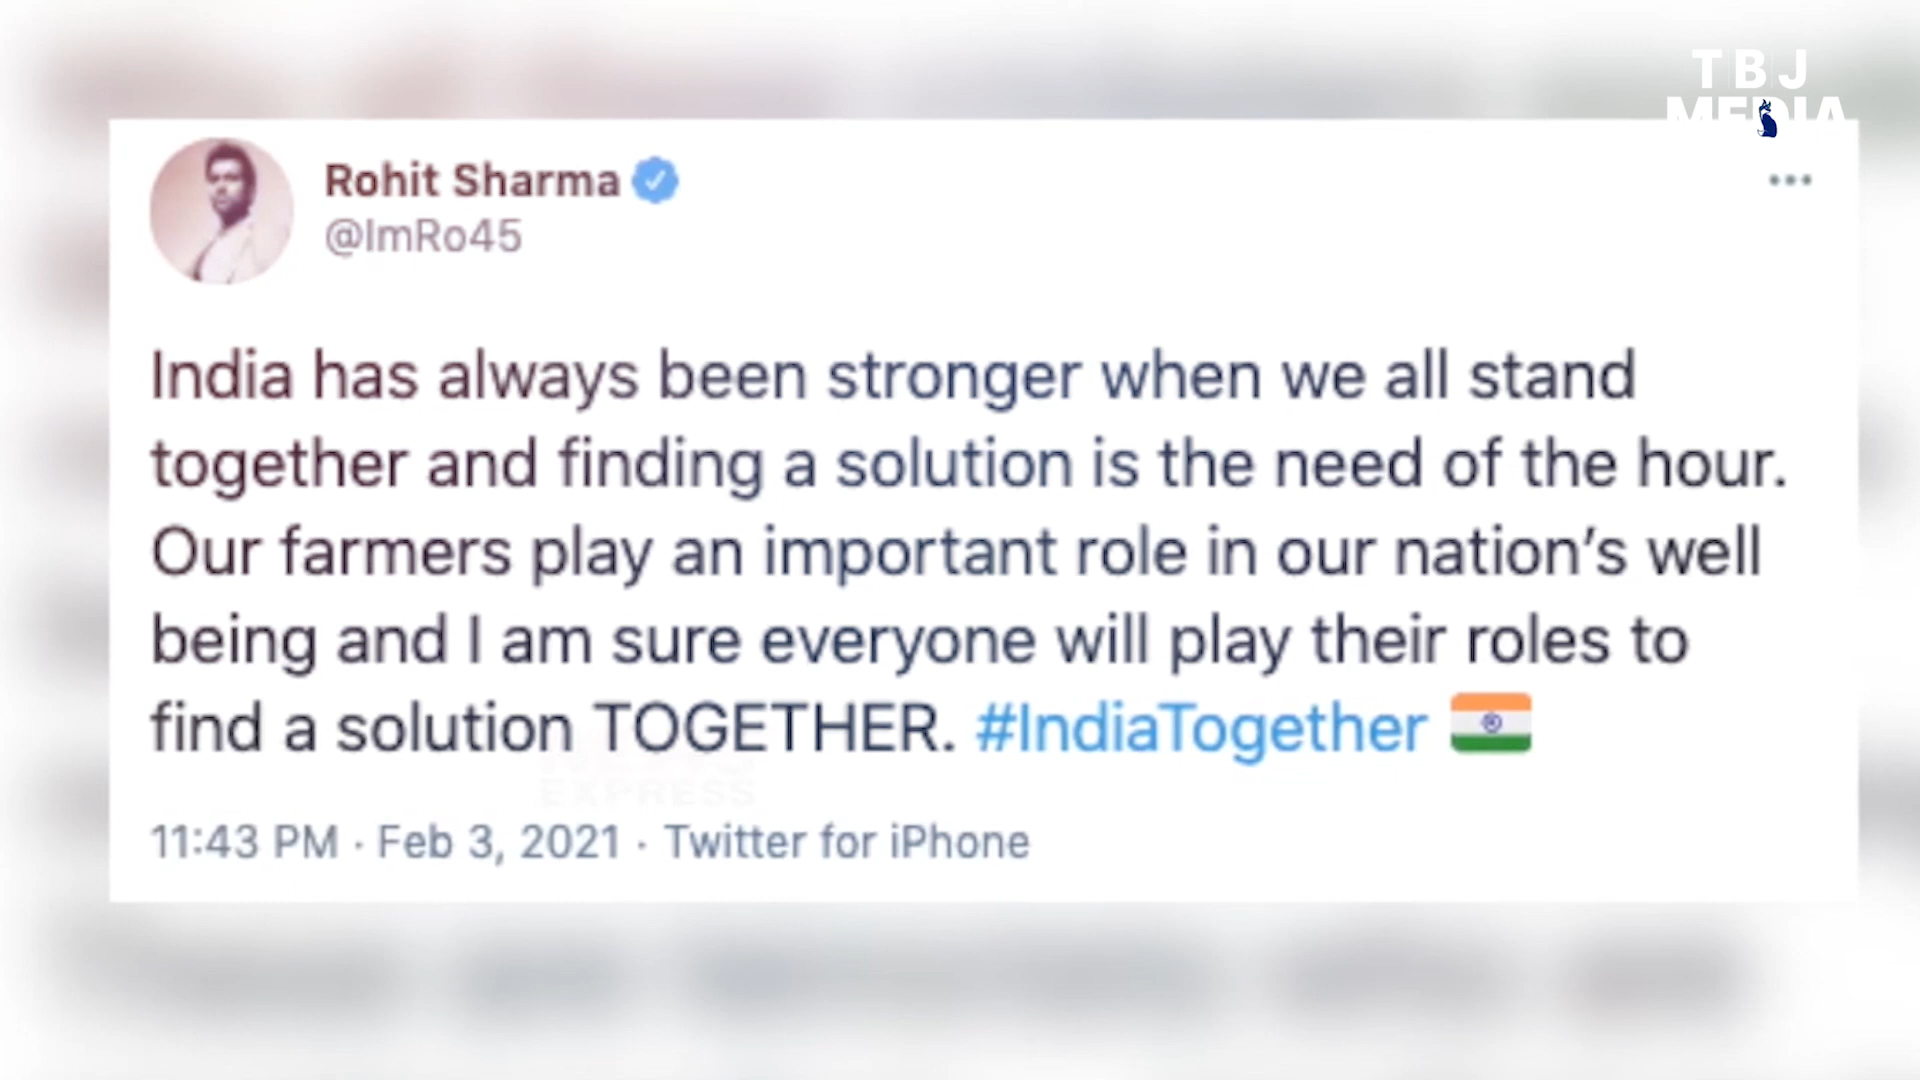 TBJ
MEDIA
Rohit Sharma
@ImRo45
India has always been stronger when we all stand
together and finding a solution is the need of the hour.
Our farmers play an important role in our nation’s well
being and I am sure everyone will play their roles to
find a solution TOGETHER. #IndiaTogether 🇮🇳
EXPRESS
11:43 PM · Feb 3, 2021 · Twitter for iPhone